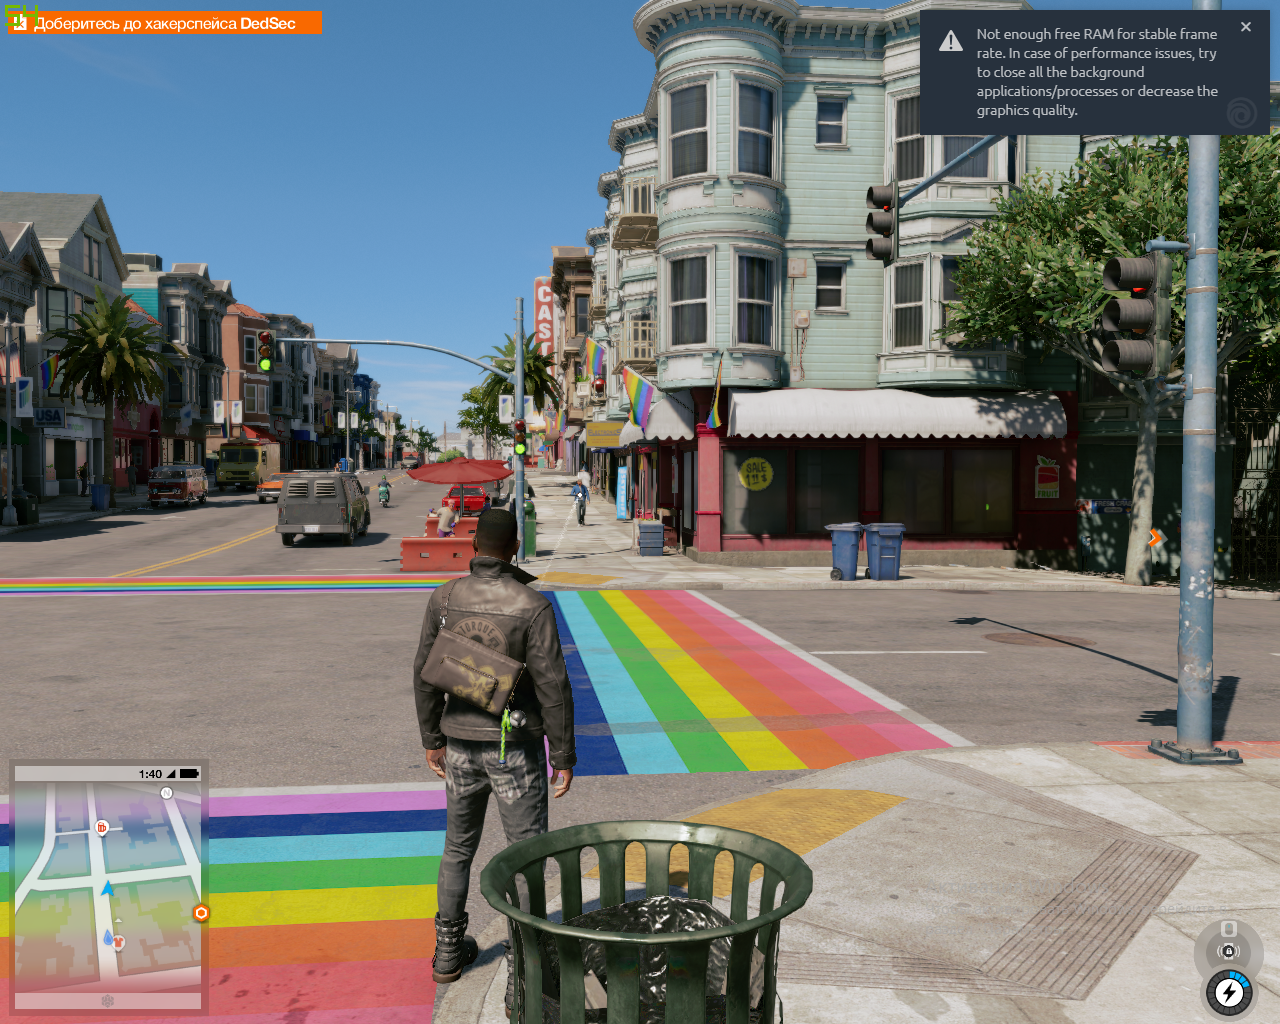 Доберитесь до хакерспейса DedSec
Not enough free RAM for stable frame
rate. In case of performance issues, try
to close all the background
applications/processes or decrease the
graphics quality.
CAS
USA
SALE
FRUIT
TORQUE
1:40
N